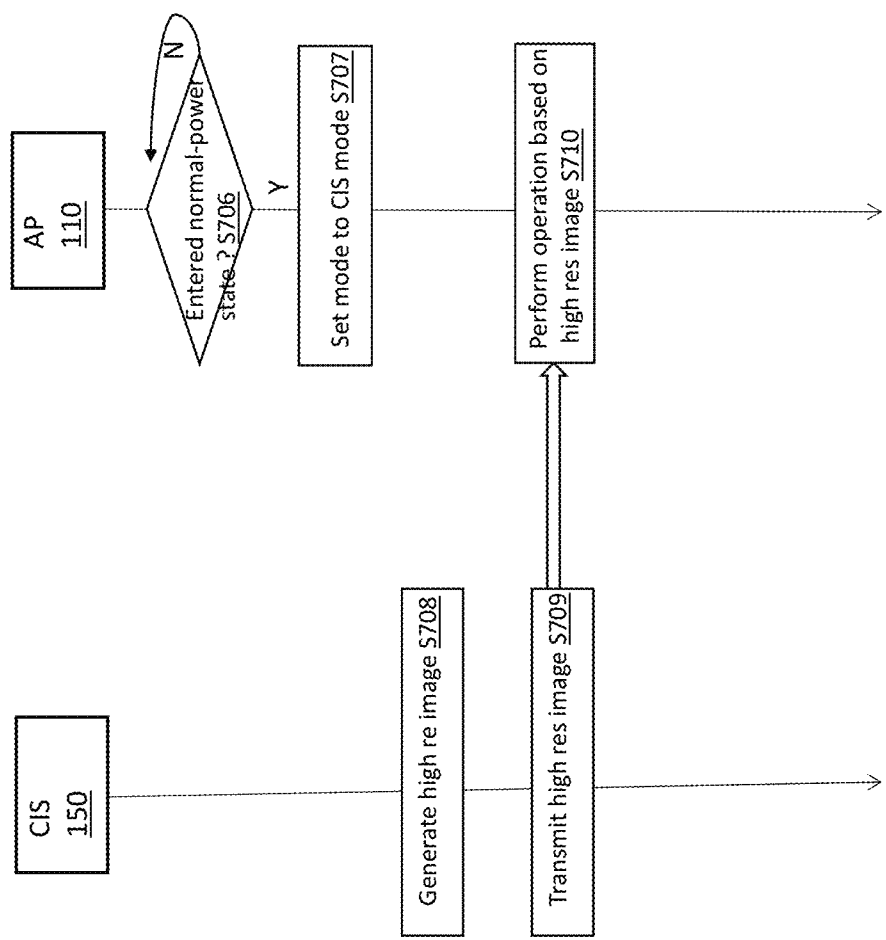 AP
110
Entered normal-power
state ? S706
N
Y
Set mode to CIS mode S707
Perform operation based on
high res image S710
CIS
150
Generate high re image S708
Transmit high res image S709